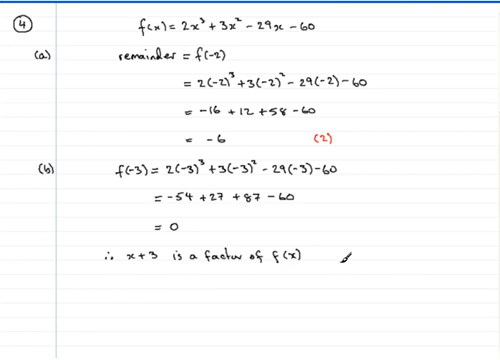 ④ f(x) = 2x³ + 3x² - 29x - 60
(a) remainder = f(-2)
= 2(-2)³ + 3(-2)² - 29(-2) - 60
= -16 + 12 + 58 - 60
= -6 (2)
(b) f(-3) = 2(-3)³ + 3(-3)² - 29(-3) - 60
= -54 + 27 + 87 - 60
= 0
∴ x+3 is a factor of f(x)